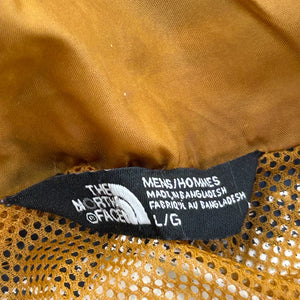 THE
NORTH
FACE
MENS/HOMMES
MADE IN BANGLADESH
FABRIQUÉ AU BANGLADESH
L/G